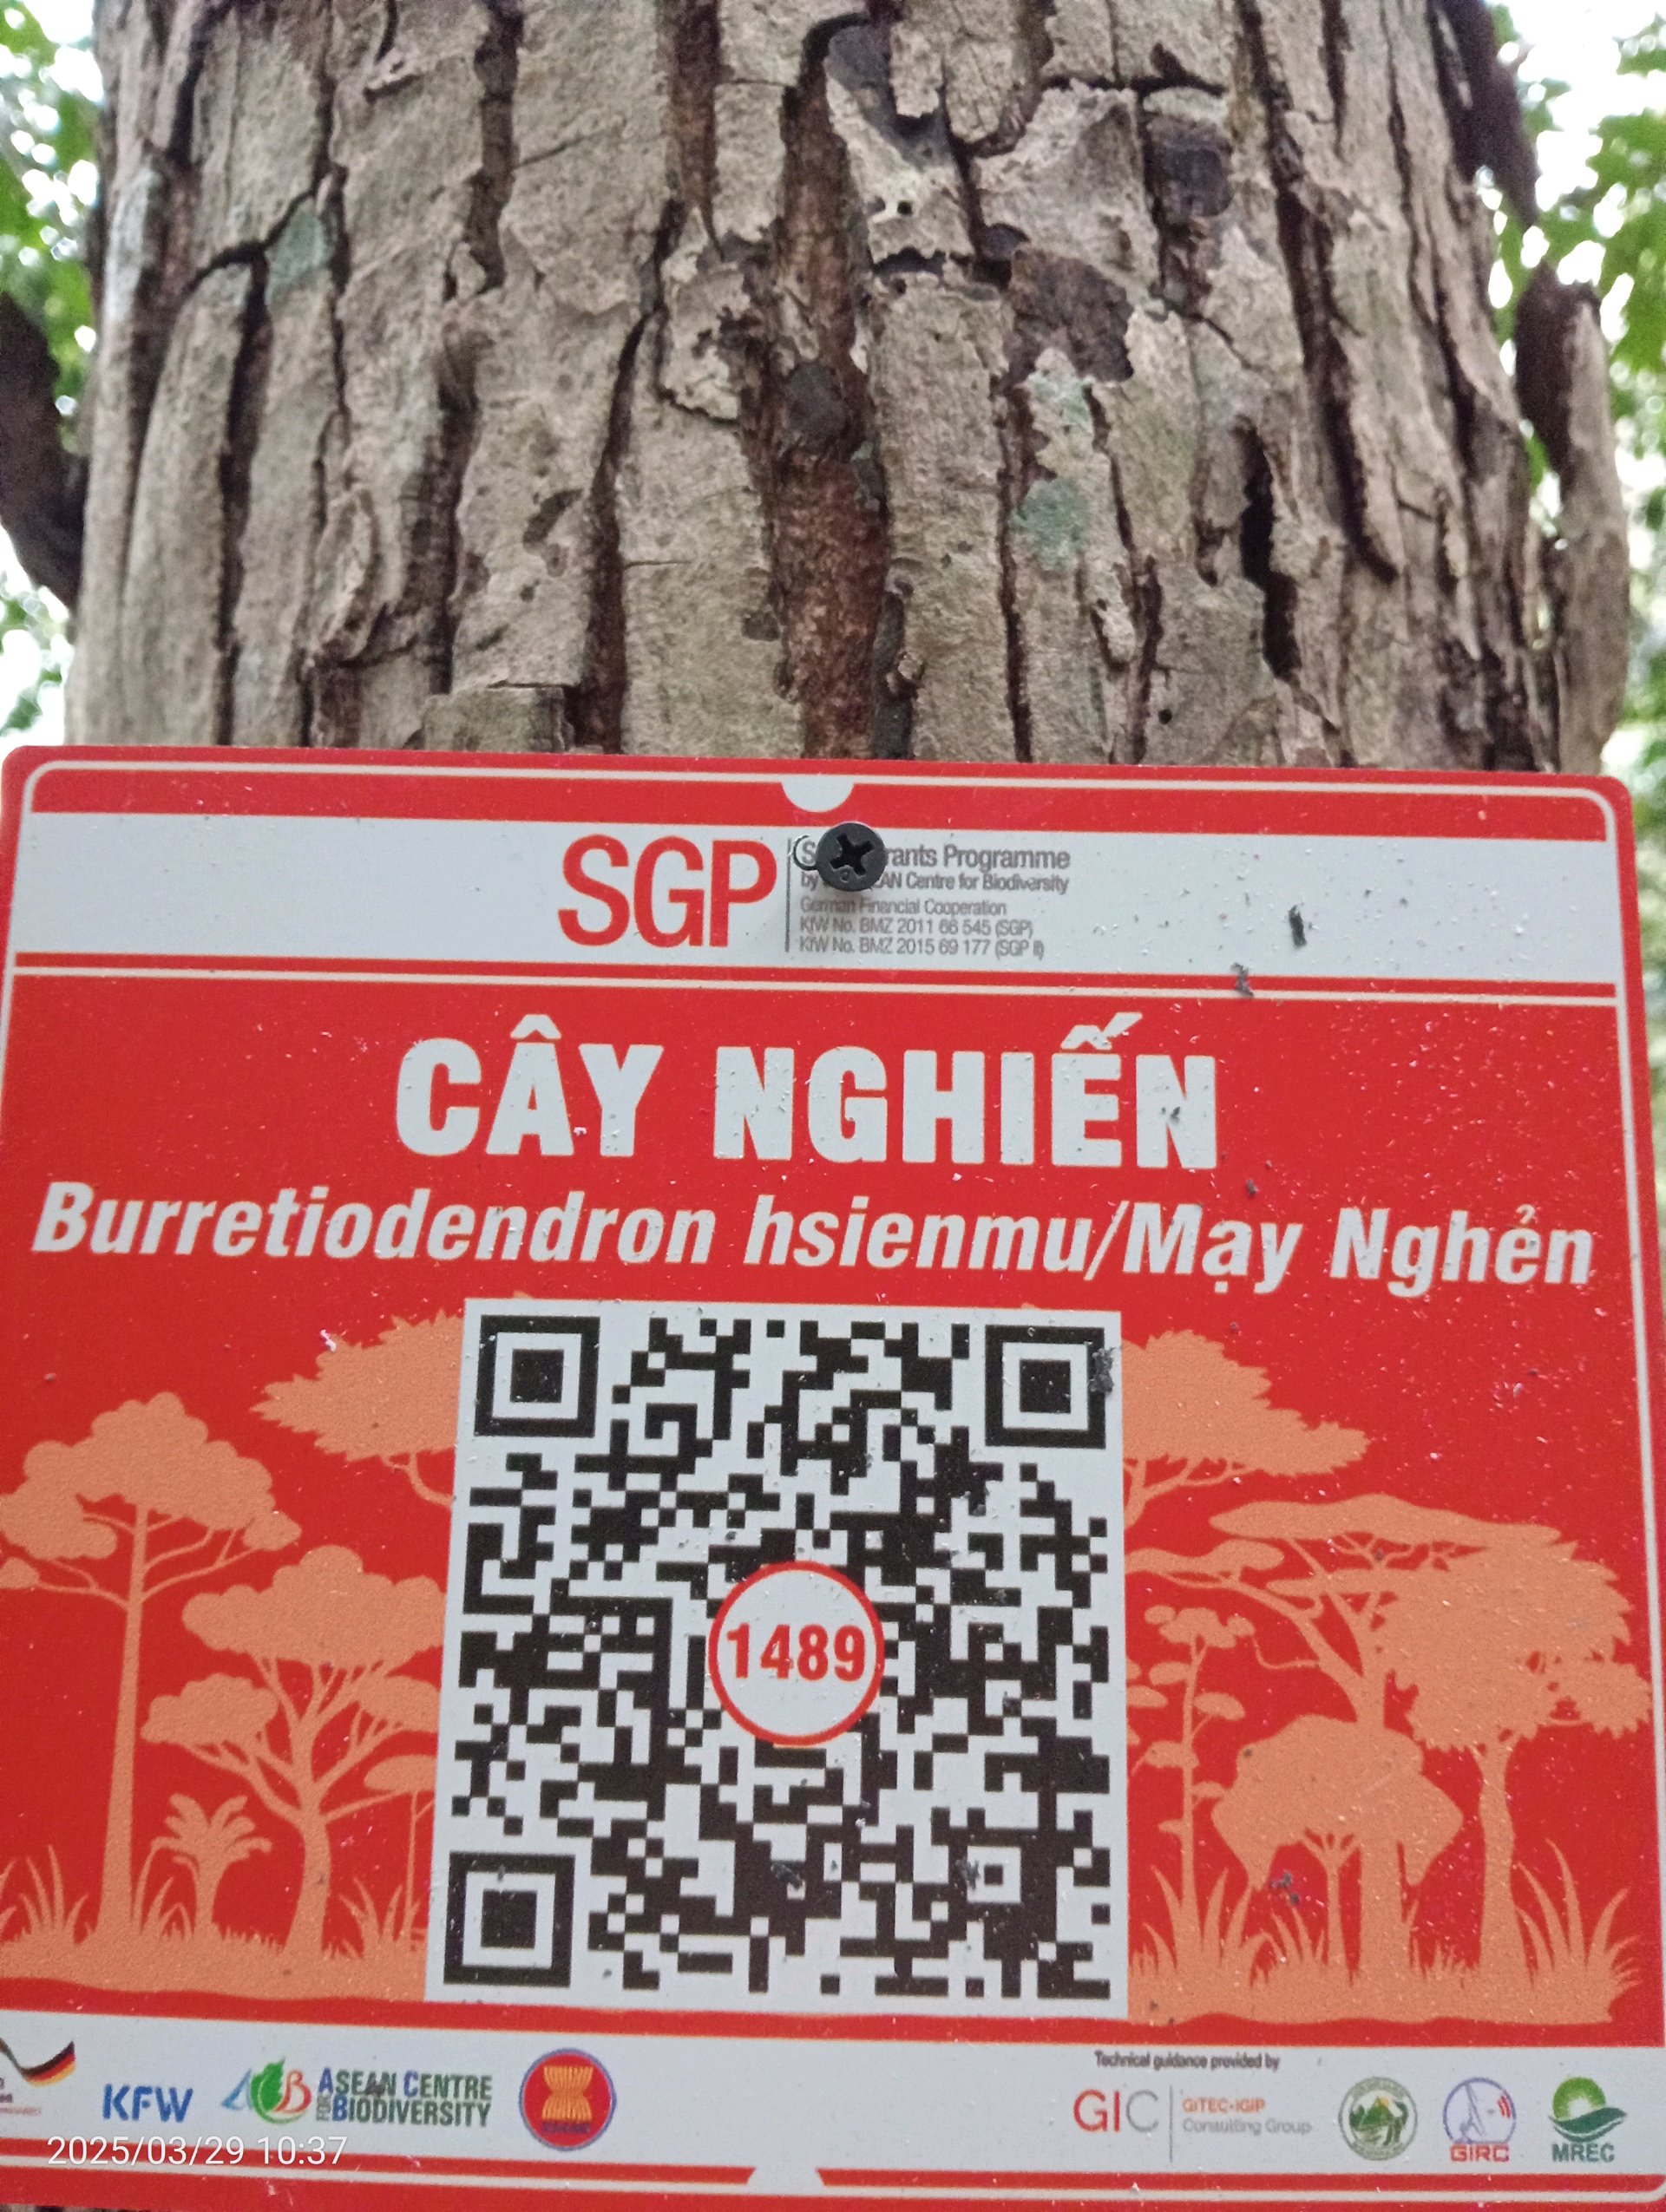 SGP
rants Programme
by AN Centre for Biodiversity
German Financial Cooperation
KfW No. BMZ 2011 66 545 (SGP)
KfW No. BMZ 2015 69 177 (SGP II)
CÂY NGHIẾN
Burretiodendron hsienmu/Mạy Nghẻn
1489
KFW
ACB
ASEAN CENTRE
FOR BIODIVERSITY
Technical guidance provided by
GIC
GITEC-IGIP
Consulting Group
GIRC
MREC
2025/03/29 10:37